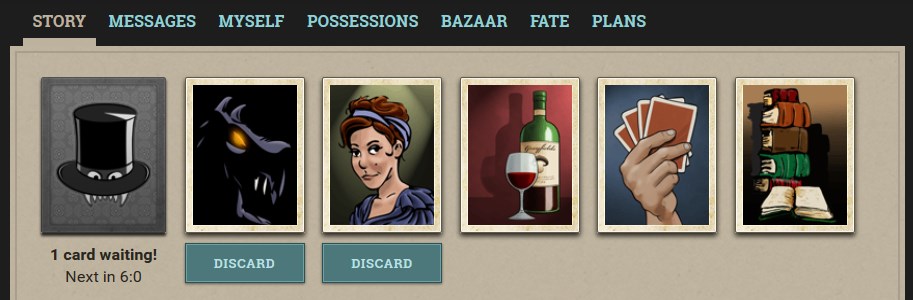 STORY MESSAGES MYSELF POSSESSIONS BAZAAR FATE PLANS
1 card waiting!
Next in 6:0
DISCARD DISCARD